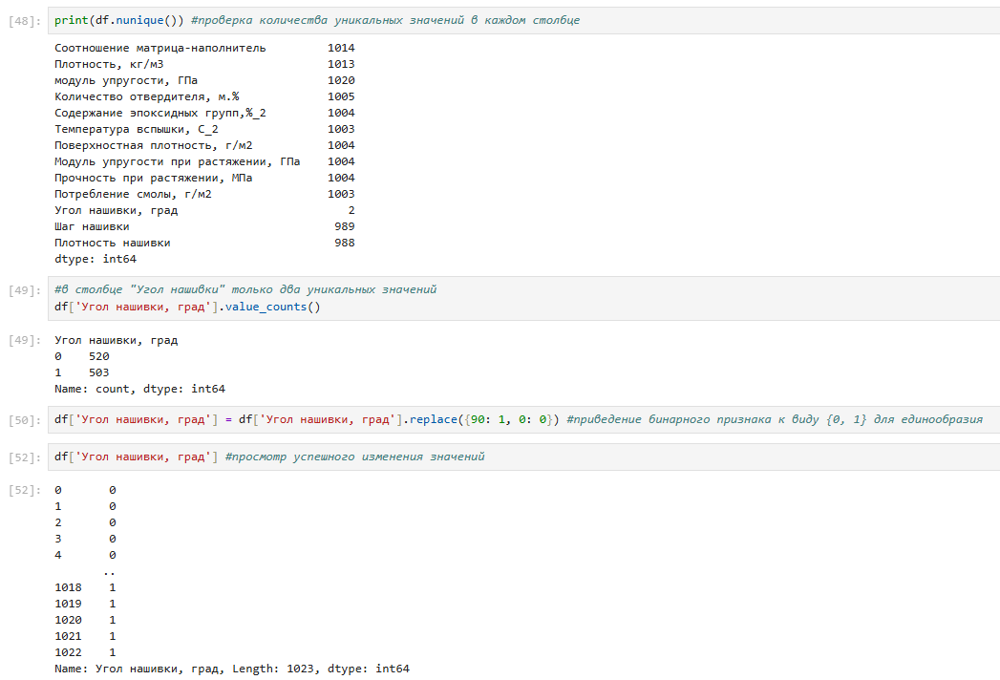 [48]: print(df.nunique()) #проверка количества уникальных значений в каждом столбце
Соотношение матрица-наполнитель 1014
Плотность, кг/м3 1013
модуль упругости, ГПа 1020
Количество отвердителя, м.% 1005
Содержание эпоксидных групп,%_2 1004
Температура вспышки, С_2 1003
Поверхностная плотность, г/м2 1004
Модуль упругости при растяжении, ГПа 1004
Прочность при растяжении, МПа 1004
Потребление смолы, г/м2 1003
Угол нашивки, град 2
Шаг нашивки 989
Плотность нашивки 988
dtype: int64
[49]: #в столбце "Угол нашивки" только два уникальных значений
df['Угол нашивки, град'].value_counts()
[49]: Угол нашивки, град
0 520
1 503
Name: count, dtype: int64
[50]: df['Угол нашивки, град'] = df['Угол нашивки, град'].replace({90: 1, 0: 0}) #приведение бинарного признака к виду {0, 1} для единообразия
[52]: df['Угол нашивки, град'] #просмотр успешного изменения значений
[52]: 0 0
1 0
2 0
3 0
4 0
..
1018 1
1019 1
1020 1
1021 1
1022 1
Name: Угол нашивки, град, Length: 1023, dtype: int64